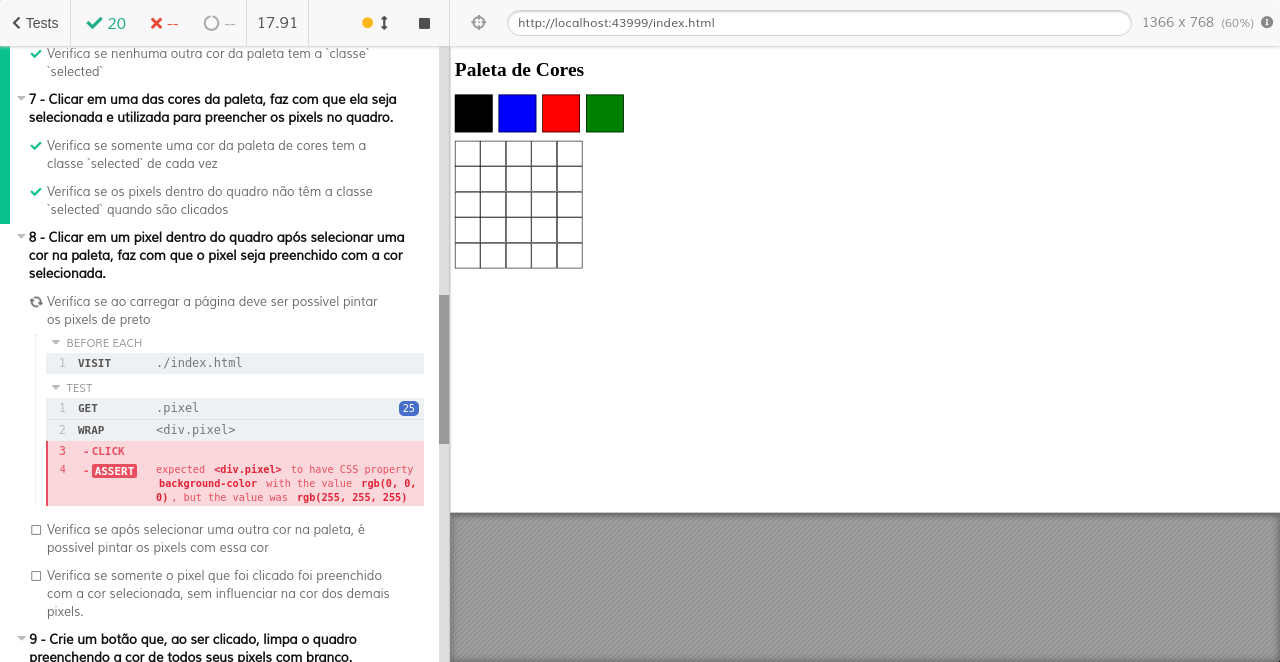 Tests 20 -- -- 17.91 http://localhost:43999/index.html 1366 x 768 (60%)
Verifica se nenhuma outra cor da paleta tem a `classe`
`selected`
7 - Clicar em uma das cores da paleta, faz com que ela seja
selecionada e utilizada para preencher os pixels no quadro.
Verifica se somente uma cor da paleta de cores tem a
classe `selected` de cada vez
Verifica se os pixels dentro do quadro não têm a classe
`selected` quando são clicados
8 - Clicar em um pixel dentro do quadro após selecionar uma
cor na paleta, faz com que o pixel seja preenchido com a cor
selecionada.
Verifica se ao carregar a página deve ser possível pintar
os pixels de preto
BEFORE EACH
1 VISIT ./index.html
TEST
1 GET .pixel 25
2 WRAP <div.pixel>
3 -CLICK
4 -ASSERT expected <div.pixel> to have CSS property
background-color with the value rgb(0, 0,
0), but the value was rgb(255, 255, 255)
Verifica se após selecionar uma outra cor na paleta, é
possível pintar os pixels com essa cor
Verifica se somente o pixel que foi clicado foi preenchido
com a cor selecionada, sem influenciar na cor dos demais
pixels.
9 - Crie um botão que, ao ser clicado, limpa o quadro
preenchendo a cor de todos seus pixels com branco.
Paleta de Cores